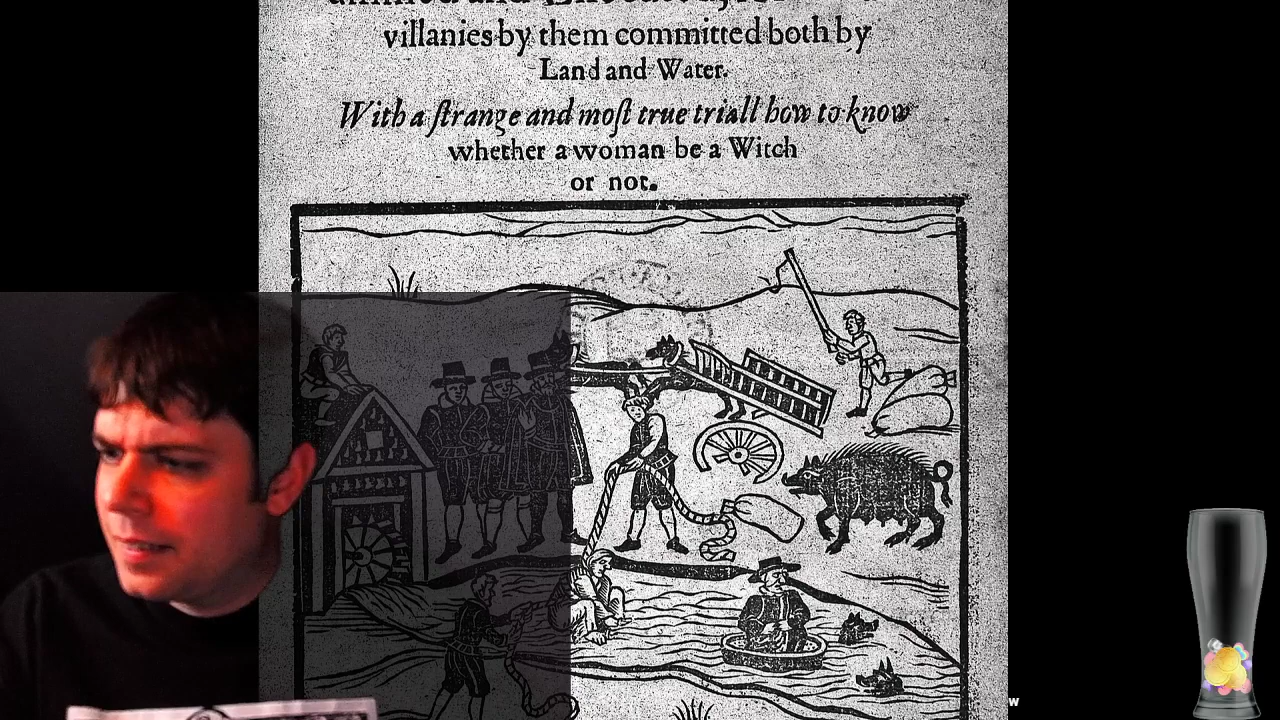 villanies by them committed both by
Land and Water.
With a ſtrange and moſt true triall how to know
whether a woman be a Witch
or not.
w